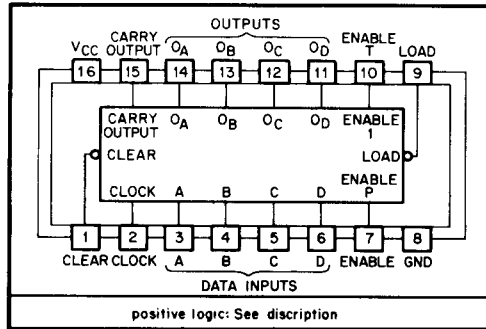 OUTPUTS
VCC CARRY OUTPUT OA OB OC OD ENABLE T LOAD
16 15 14 13 12 11 10 9
CARRY OUTPUT OA OB OC OD ENABLE 1
CLEAR LOAD
CLOCK A B C D ENABLE P
1 2 3 4 5 6 7 8
CLEAR CLOCK A B C D ENABLE GND
DATA INPUTS
positive logic: See discription